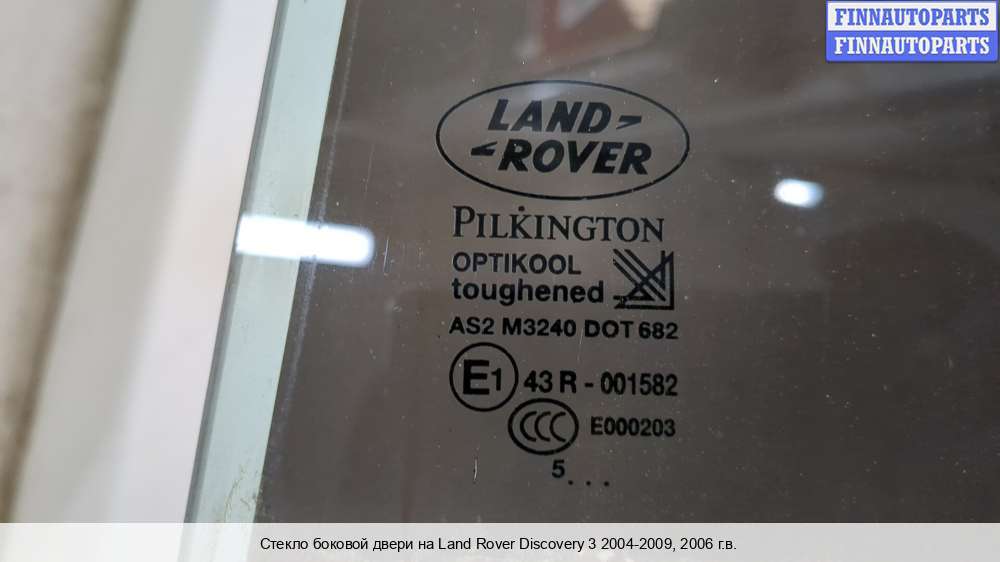 FINNAUTOPARTS
FINNAUTOPARTS
LAND
ROVER
PILKINGTON
OPTIKOOL
toughened
AS2 M3240 DOT 682
E1 43 R - 001582
CCC E000203
5 . . .
Стекло боковой двери на Land Rover Discovery 3 2004-2009, 2006 г.в.